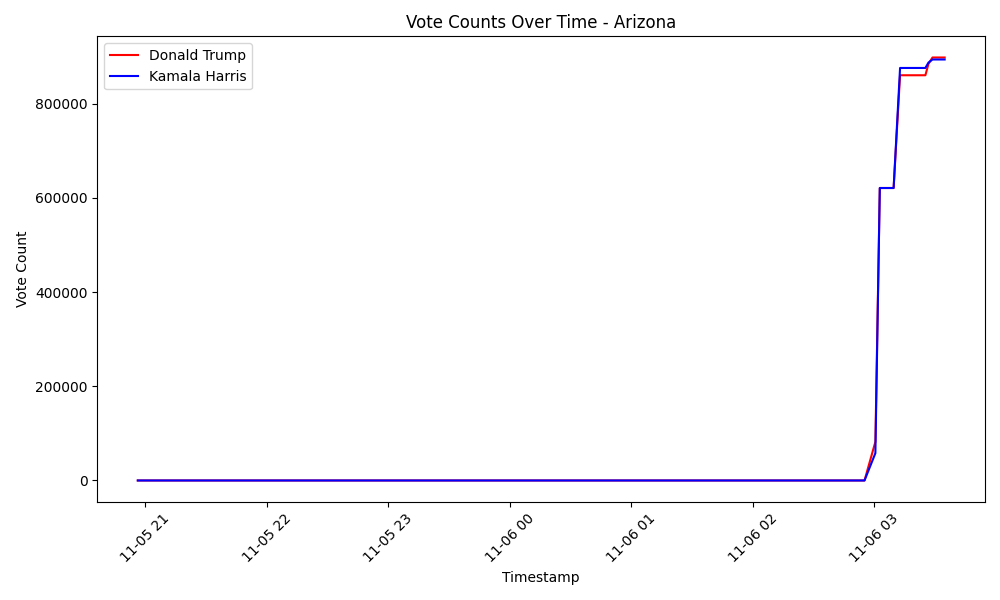 Vote Counts Over Time - Arizona
Donald Trump
Kamala Harris
Vote Count
800000
600000
400000
200000
0
11-05 21
11-05 22
11-05 23
11-06 00
11-06 01
11-06 02
11-06 03
Timestamp